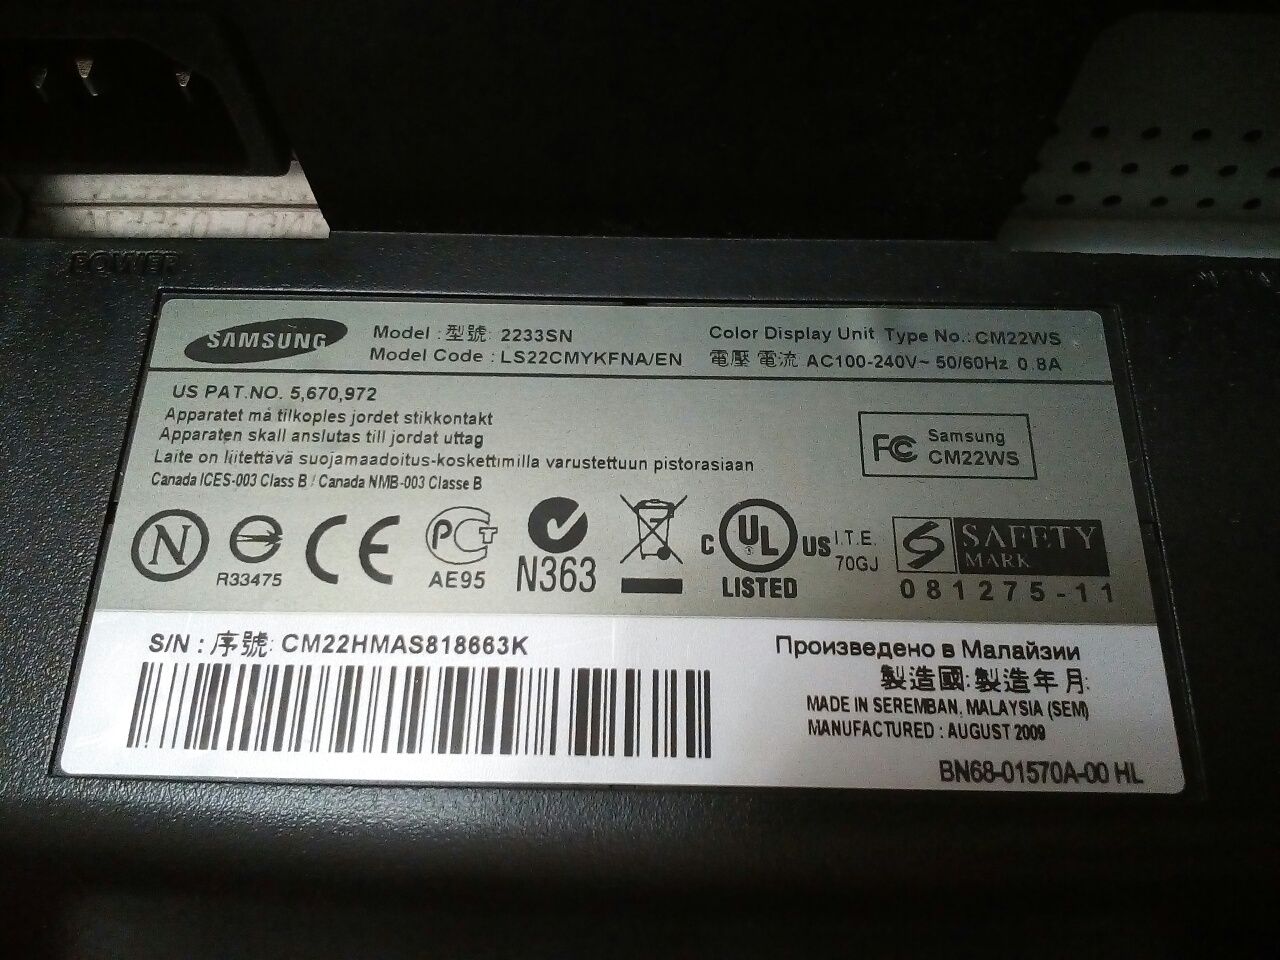 POWER
SAMSUNG
Model : 型號: 2233SN
Model Code : LS22CMYKFNA/EN
Color Display Unit Type No.: CM22WS
電壓 電流 AC100-240V~ 50/60Hz 0.8A
US PAT.NO. 5,670,972
Apparatet må tilkoples jordet stikkontakt
Apparaten skall anslutas till jordat uttag
Laite on liitettävä suojamaadoitus-koskettimilla varustettuun pistorasiaan
Canada ICES-003 Class B / Canada NMB-003 Classe B
FC Samsung
CM22WS
N
R33475
CE
PCT
AE95
N363
C UL US
LISTED
I.T.E.
70GJ
S SAFETY
MARK
081275-11
S/N : 序號: CM22HMAS818663K
Произведено в Малайзии
製造國: 製造年月:
MADE IN SEREMBAN, MALAYSIA (SEM)
MANUFACTURED : AUGUST 2009
BN68-01570A-00 HL